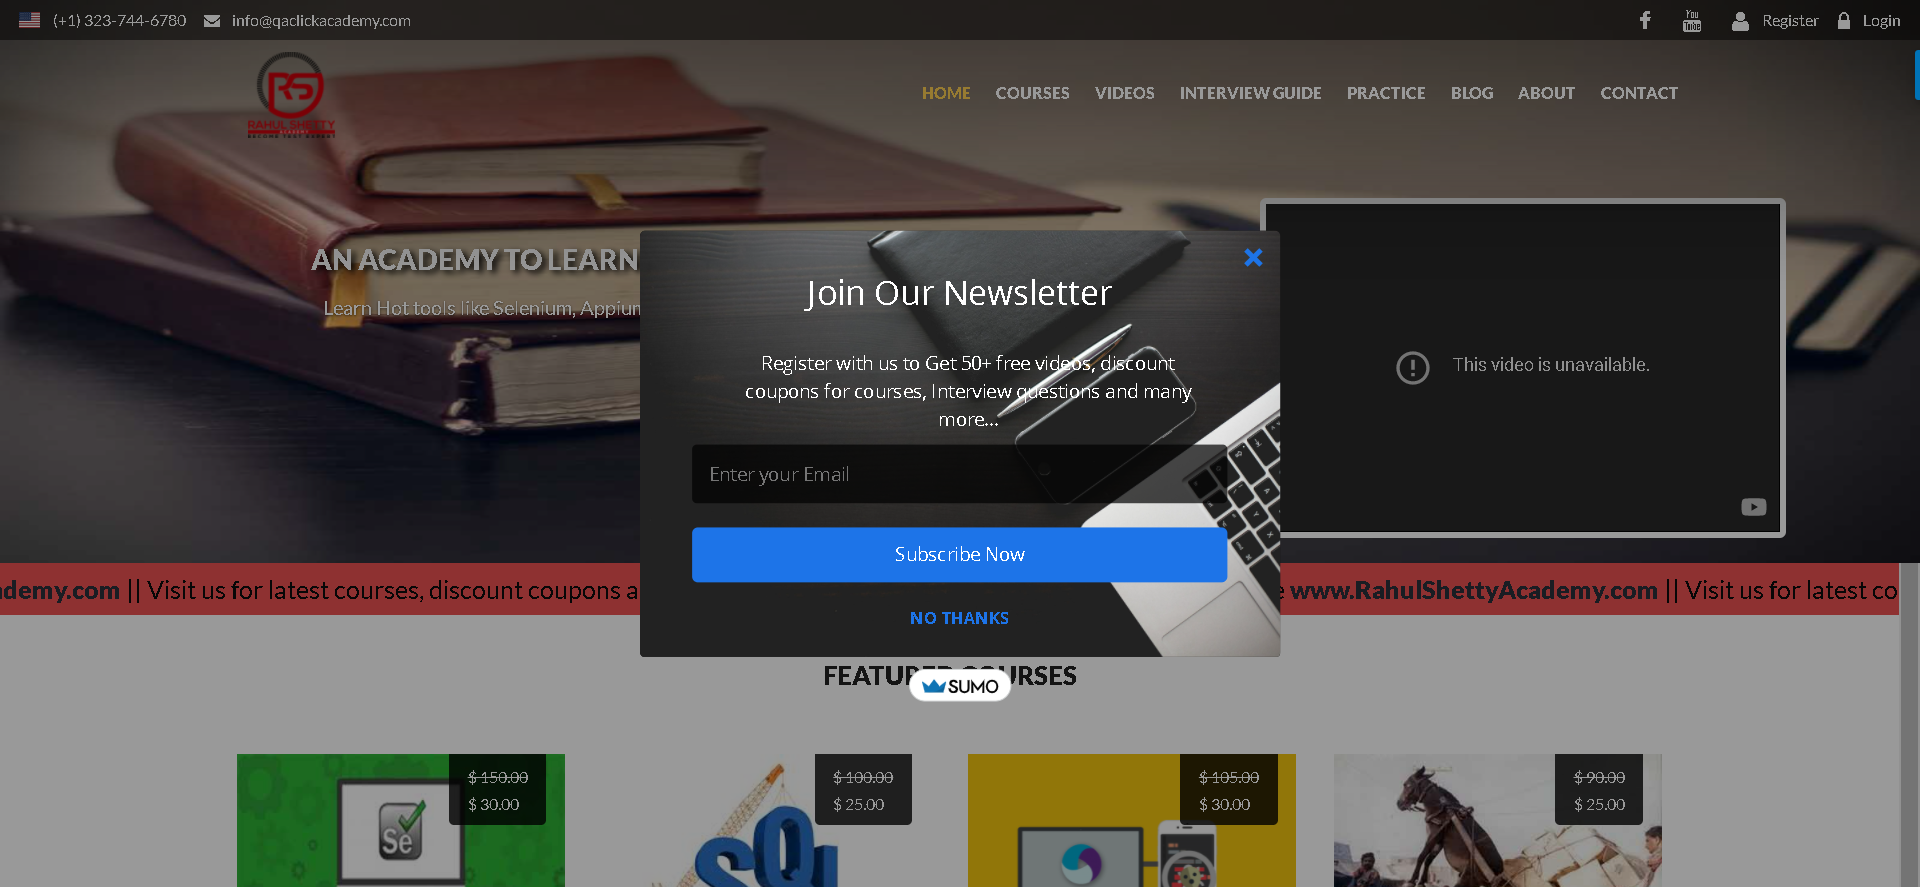 (+1) 323-744-6780 info@qaclickacademy.com Register Login
RAHUL SHETTY
HOME COURSES VIDEOS INTERVIEW GUIDE PRACTICE BLOG ABOUT CONTACT
AN ACADEMY TO LEARN
Learn Hot tools like Selenium, Appium
Join Our Newsletter
Register with us to Get 50+ free videos, discount
coupons for courses, Interview questions and many
more...
Enter your Email
Subscribe Now
NO THANKS
This video is unavailable.
demy.com || Visit us for latest courses, discount coupons a
www.RahulShettyAcademy.com || Visit us for latest co
FEATURED COURSES
SUMO
$ 150.00
$ 30.00
$ 100.00
$ 25.00
$ 105.00
$ 30.00
$ 90.00
$ 25.00
Se
SQL